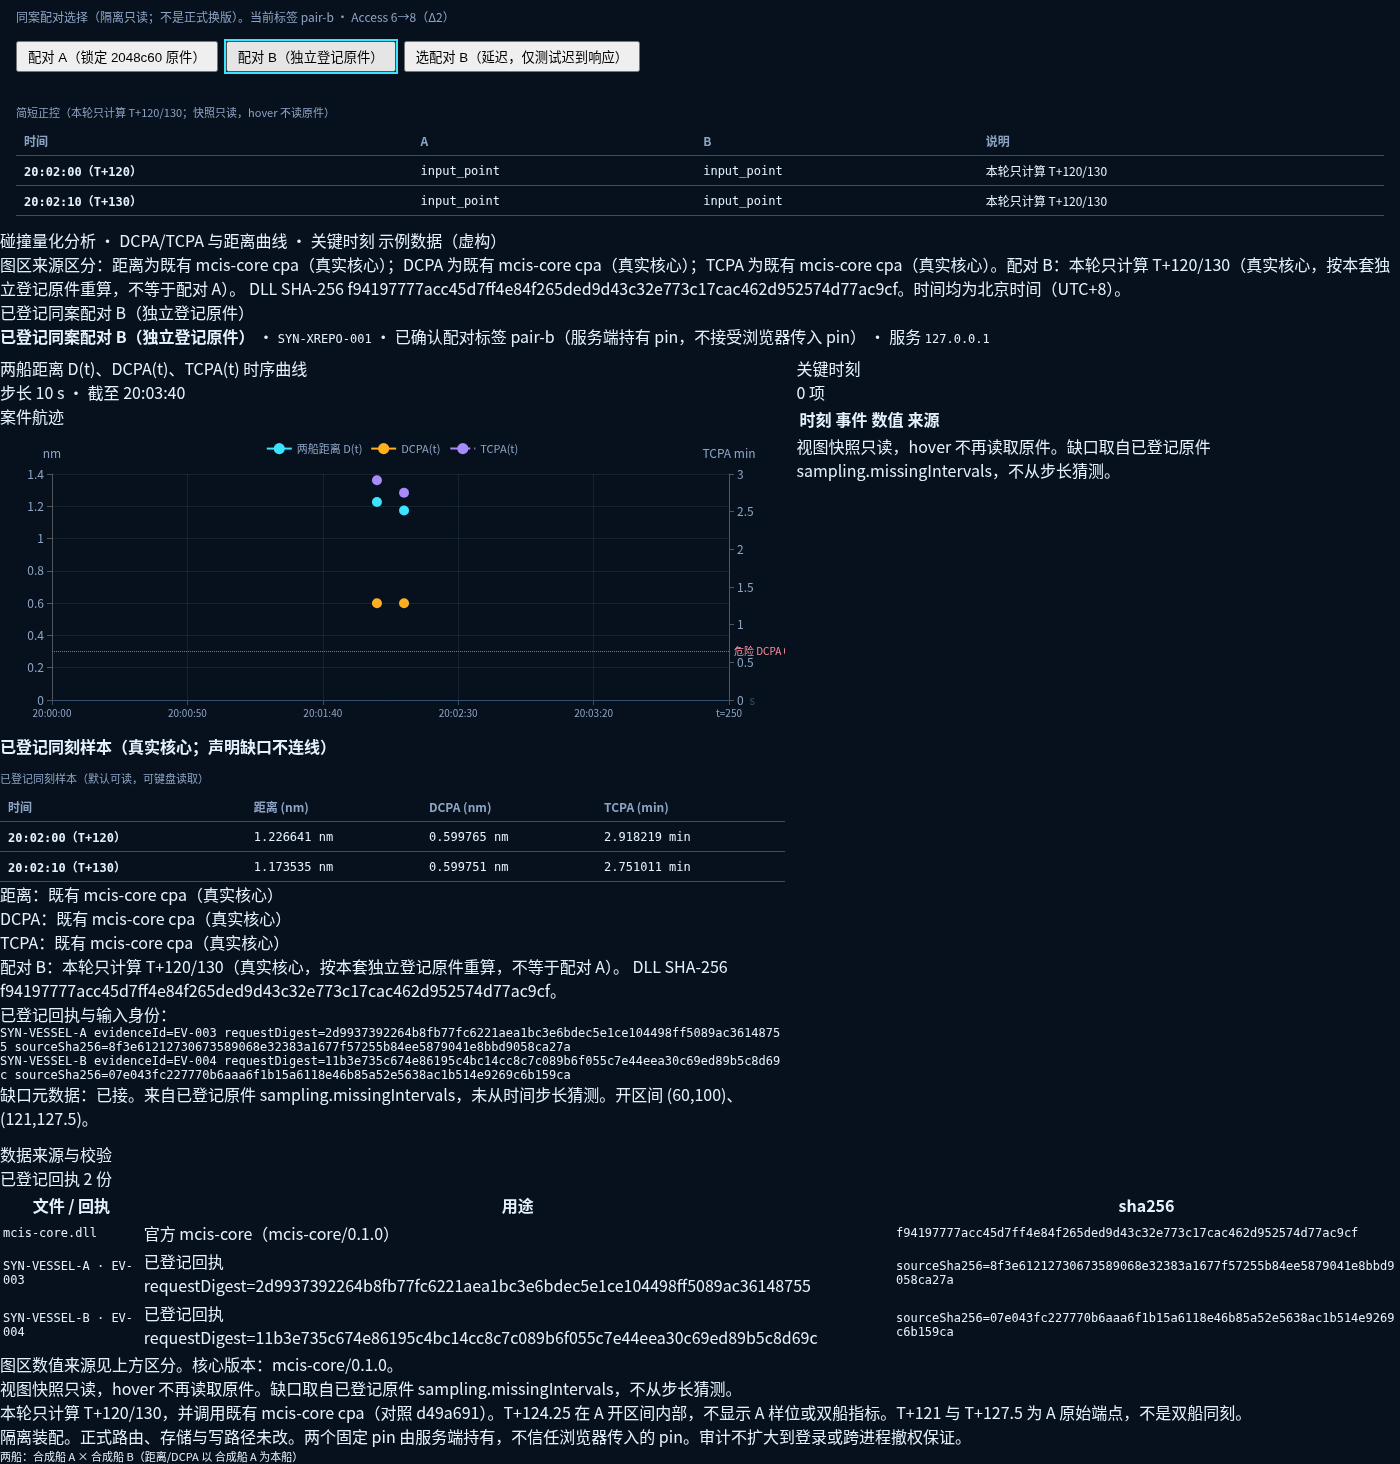 同案配对选择（隔离只读；不是正式换版）。当前标签 pair-b · Access 6→8（Δ2）
配对 A（锁定 2048c60 原件） 配对 B（独立登记原件） 选配对 B（延迟，仅测试迟到响应）
简短正控（本轮只计算 T+120/130；快照只读，hover 不读原件）
时间 A B 说明
20:02:00（T+120） input_point input_point 本轮只计算 T+120/130
20:02:10（T+130） input_point input_point 本轮只计算 T+120/130
碰撞量化分析 · DCPA/TCPA 与距离曲线 · 关键时刻 示例数据（虚构）
图区来源区分：距离为既有 mcis-core cpa（真实核心）；DCPA 为既有 mcis-core cpa（真实核心）；TCPA 为既有 mcis-core cpa（真实核心）。配对 B：本轮只计算 T+120/130（真实核心，按本套独
立登记原件重算，不等于配对 A）。 DLL SHA-256 f94197777acc45d7ff4e84f265ded9d43c32e773c17cac462d952574d77ac9cf。时间均为北京时间（UTC+8）。
已登记同案配对 B（独立登记原件）
已登记同案配对 B（独立登记原件） · SYN-XREPO-001 · 已确认配对标签 pair-b（服务端持有 pin，不接受浏览器传入 pin） · 服务 127.0.0.1
两船距离 D(t)、DCPA(t)、TCPA(t) 时序曲线
步长 10 s · 截至 20:03:40
案件航迹
两船距离 D(t) DCPA(t) TCPA(t)
nm TCPA min
1.4
1.2
1
0.8
0.6
0.4
0.2
0
3
2.5
2
1.5
1
危险 DCPA
0.5
0 s
20:00:00 20:00:50 20:01:40 20:02:30 20:03:20 t=250
关键时刻
0 项
时刻 事件 数值 来源
视图快照只读，hover 不再读取原件。缺口取自已登记原件
sampling.missingIntervals，不从步长猜测。
已登记同刻样本（真实核心；声明缺口不连线）
已登记同刻样本（默认可读，可键盘读取）
时间 距离 (nm) DCPA (nm) TCPA (min)
20:02:00（T+120） 1.226641 nm 0.599765 nm 2.918219 min
20:02:10（T+130） 1.173535 nm 0.599751 nm 2.751011 min
距离：既有 mcis-core cpa（真实核心）
DCPA：既有 mcis-core cpa（真实核心）
TCPA：既有 mcis-core cpa（真实核心）
配对 B：本轮只计算 T+120/130（真实核心，按本套独立登记原件重算，不等于配对 A）。 DLL SHA-256
f94197777acc45d7ff4e84f265ded9d43c32e773c17cac462d952574d77ac9cf。
已登记回执与输入身份：
SYN-VESSEL-A evidenceId=EV-003 requestDigest=2d9937392264b8fb77fc6221aea1bc3e6bdec5e1ce104498ff5089ac3614875
5 sourceSha256=8f3e61212730673589068e32383a1677f57255b84ee5879041e8bbd9058ca27a
SYN-VESSEL-B evidenceId=EV-004 requestDigest=11b3e735c674e86195c4bc14cc8c7c089b6f055c7e44eea30c69ed89b5c8d69
c sourceSha256=07e043fc227770b6aaa6f1b15a6118e46b85a52e5638ac1b514e9269c6b159ca
缺口元数据：已接。来自已登记原件 sampling.missingIntervals，未从时间步长猜测。开区间 (60,100)、
(121,127.5)。
数据来源与校验
已登记回执 2 份
文件 / 回执 用途 sha256
mcis-core.dll 官方 mcis-core（mcis-core/0.1.0） f94197777acc45d7ff4e84f265ded9d43c32e773c17cac462d952574d77ac9cf
SYN-VESSEL-A · EV-
003
已登记回执
requestDigest=2d9937392264b8fb77fc6221aea1bc3e6bdec5e1ce104498ff5089ac36148755
sourceSha256=8f3e61212730673589068e32383a1677f57255b84ee5879041e8bbd9
058ca27a
SYN-VESSEL-B · EV-
004
已登记回执
requestDigest=11b3e735c674e86195c4bc14cc8c7c089b6f055c7e44eea30c69ed89b5c8d69c
sourceSha256=07e043fc227770b6aaa6f1b15a6118e46b85a52e5638ac1b514e9269
c6b159ca
图区数值来源见上方区分。核心版本：mcis-core/0.1.0。
视图快照只读，hover 不再读取原件。缺口取自已登记原件 sampling.missingIntervals，不从步长猜测。
本轮只计算 T+120/130，并调用既有 mcis-core cpa（对照 d49a691）。T+124.25 在 A 开区间内部，不显示 A 样位或双船指标。T+121 与 T+127.5 为 A 原始端点，不是双船同刻。
隔离装配。正式路由、存储与写路径未改。两个固定 pin 由服务端持有，不信任浏览器传入的 pin。审计不扩大到登录或跨进程撤权保证。
两船：合成船 A × 合成船 B（距离/DCPA 以 合成船 A 为本船）